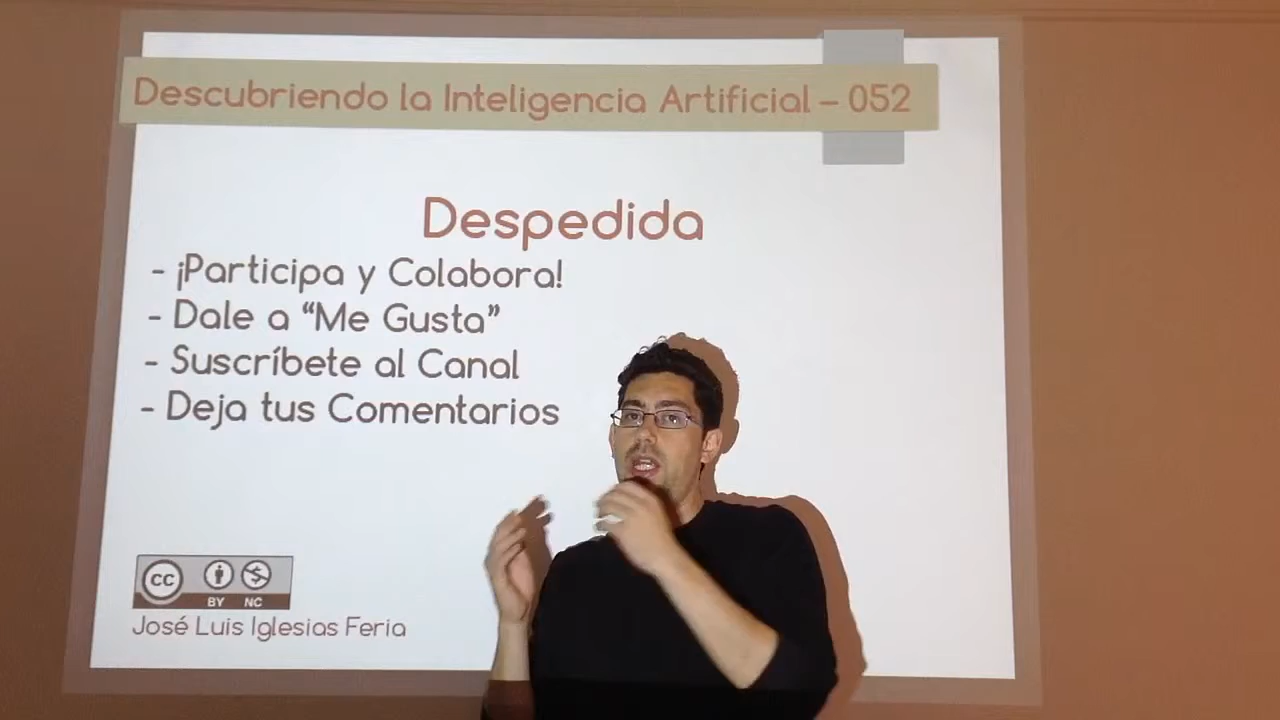 Descubriendo la Inteligencia Artificial – 052
Despedida
- ¡Participa y Colabora!
- Dale a “Me Gusta”
- Suscríbete al Canal
- Deja tus Comentarios
CC
BY NC
José Luis Iglesias Feria